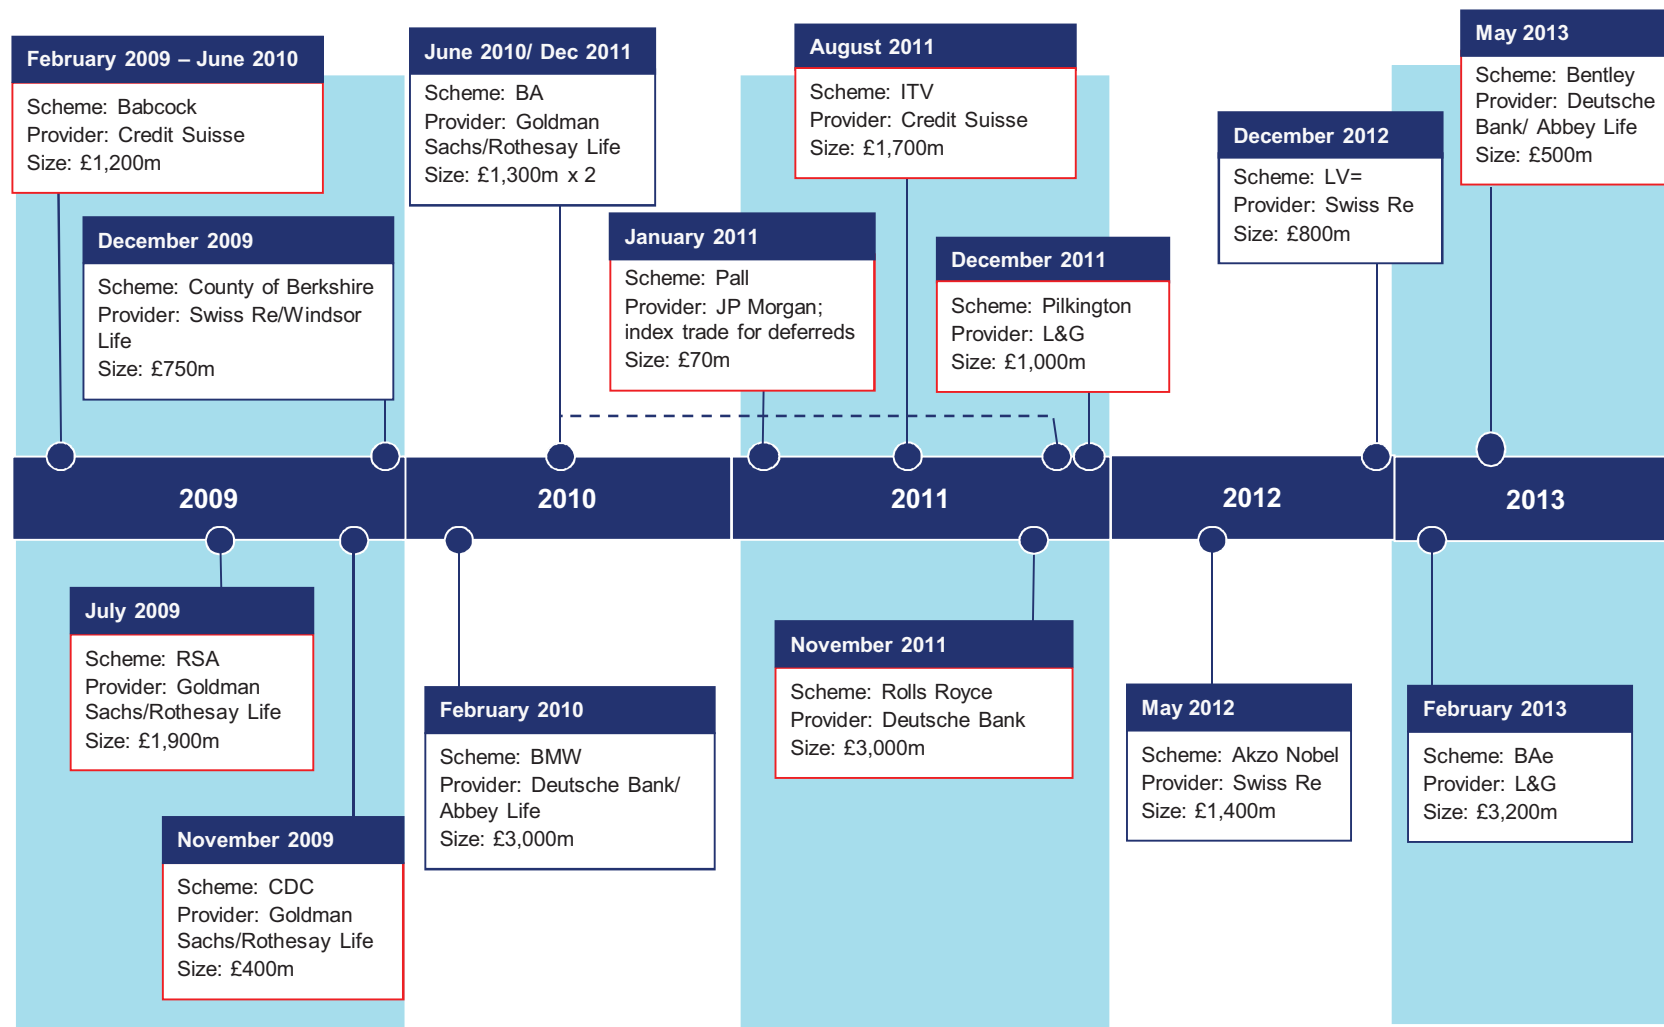 February 2009 – June 2010
Scheme: Babcock
Provider: Credit Suisse
Size: £1,200m
December 2009
Scheme: County of Berkshire
Provider: Swiss Re/Windsor
Life
Size: £750m
June 2010/ Dec 2011
Scheme: BA
Provider: Goldman
Sachs/Rothesay Life
Size: £1,300m x 2
January 2011
Scheme: Pall
Provider: JP Morgan;
index trade for deferreds
Size: £70m
August 2011
Scheme: ITV
Provider: Credit Suisse
Size: £1,700m
December 2011
Scheme: Pilkington
Provider: L&G
Size: £1,000m
December 2012
Scheme: LV=
Provider: Swiss Re
Size: £800m
May 2013
Scheme: Bentley
Provider: Deutsche
Bank/ Abbey Life
Size: £500m
2009
2010
2011
2012
2013
July 2009
Scheme: RSA
Provider: Goldman
Sachs/Rothesay Life
Size: £1,900m
November 2009
Scheme: CDC
Provider: Goldman
Sachs/Rothesay Life
Size: £400m
February 2010
Scheme: BMW
Provider: Deutsche Bank/
Abbey Life
Size: £3,000m
November 2011
Scheme: Rolls Royce
Provider: Deutsche Bank
Size: £3,000m
May 2012
Scheme: Akzo Nobel
Provider: Swiss Re
Size: £1,400m
February 2013
Scheme: BAe
Provider: L&G
Size: £3,200m